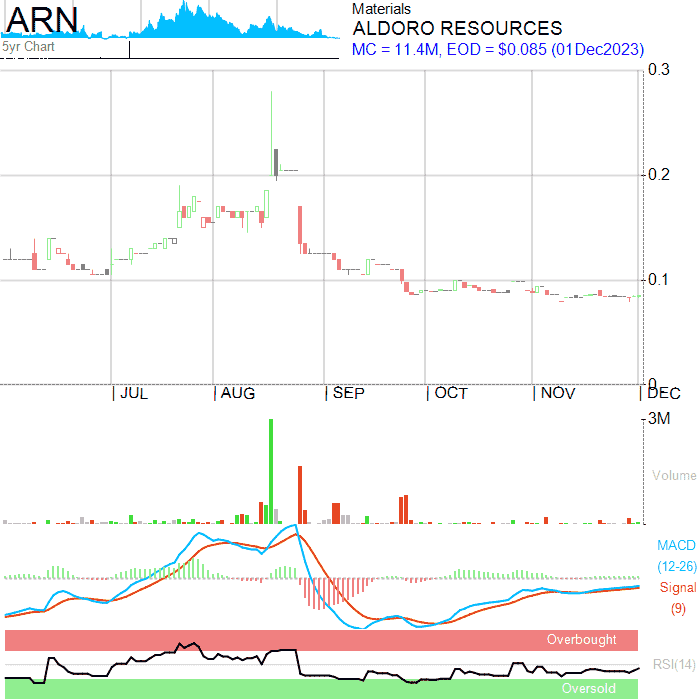 ARN
5yr Chart
Materials
ALDORO RESOURCES
MC = 11.4M, EOD = $0.085 (01Dec2023)
0.3
0.2
0.1
0
JUL AUG SEP OCT NOV DEC
3M
Volume
MACD
(12-26)
Signal
(9)
Overbought
RSI(14)
Oversold